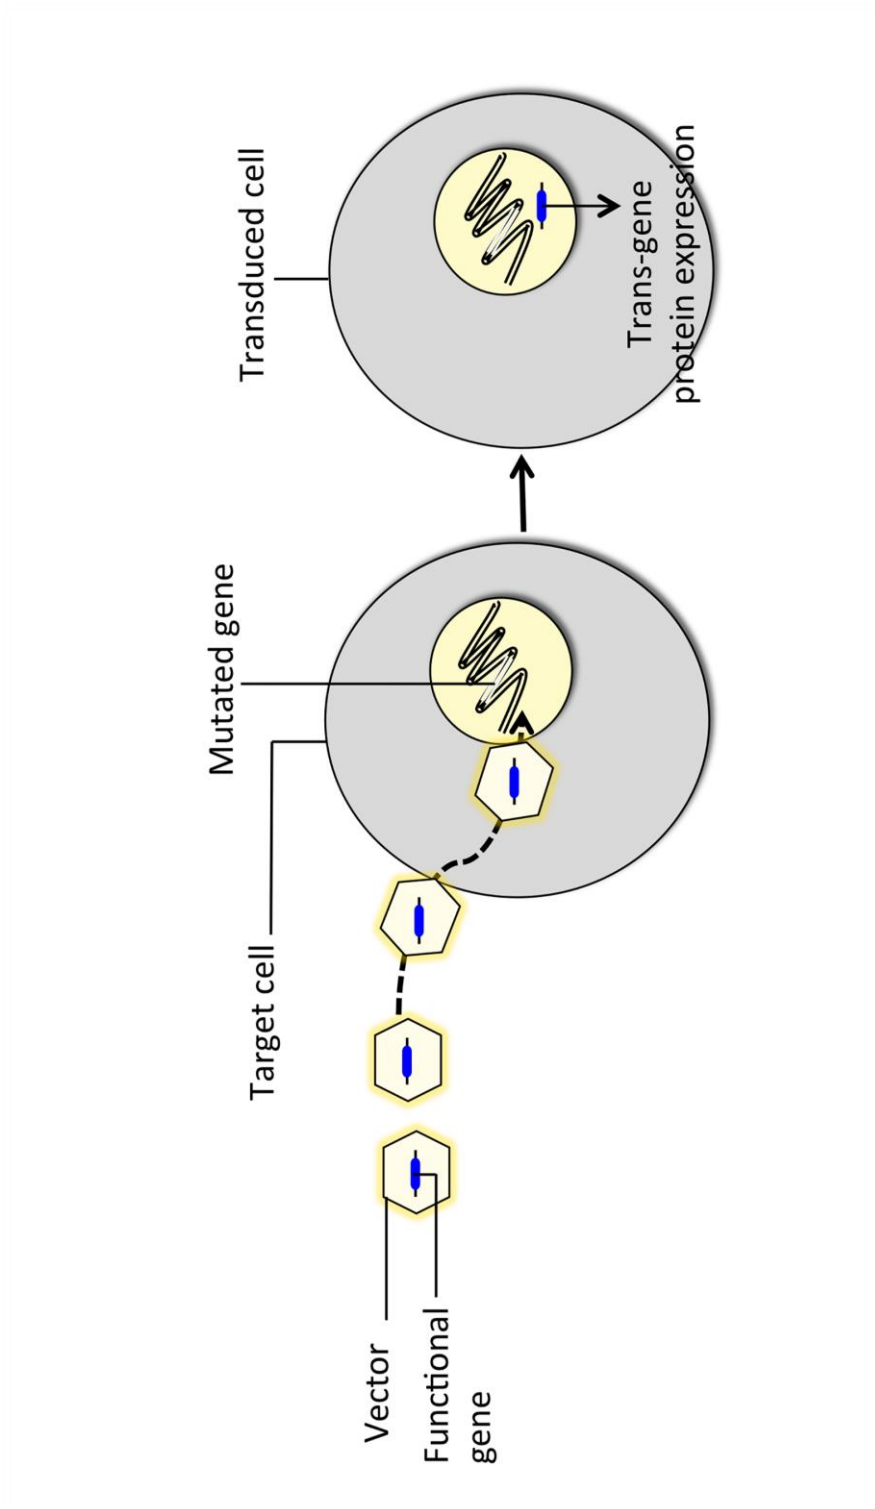 Vector
Functional
gene
Target cell
Mutated gene
Transduced cell
Trans-gene
protein expression